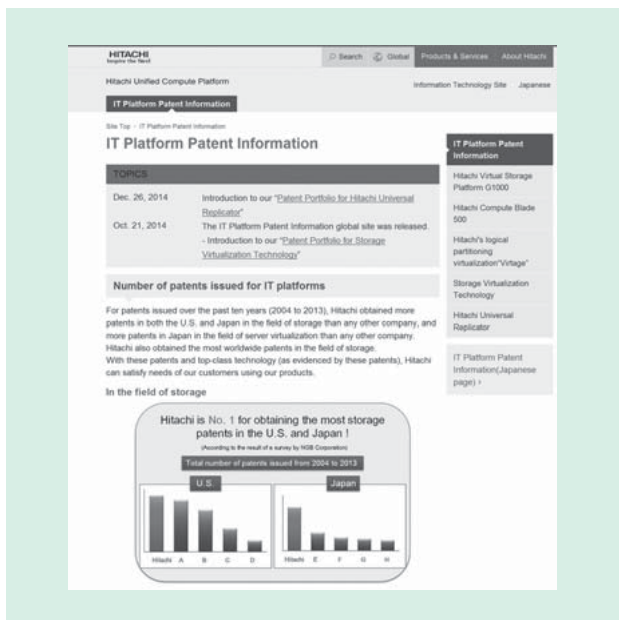 HITACHI
Inspire the Next
Search Global Products & Services About Hitachi
Hitachi Unified Compute Platform
Information Technology Site Japanese
IT Platform Patent Information
Site Top > IT Platform Patent Information
IT Platform Patent Information
TOPICS
Dec. 26, 2014 Introduction to our "Patent Portfolio for Hitachi Universal
Replicator"
Oct. 21, 2014 The IT Platform Patent Information global site was released.
- Introduction to our "Patent Portfolio for Storage
Virtualization Technology"
Number of patents issued for IT platforms
For patents issued over the past ten years (2004 to 2013), Hitachi obtained more
patents in both the U.S. and Japan in the field of storage than any other company, and
more patents in Japan in the field of server virtualization than any other company.
Hitachi also obtained the most worldwide patents in the field of storage.
With these patents and top-class technology (as evidenced by these patents), Hitachi
can satisfy needs of our customers using our products.
In the field of storage
Hitachi is No. 1 for obtaining the most storage
patents in the U.S. and Japan !
(According to the result of a survey by NGB Corporation)
Total number of patents issued from 2004 to 2013
U.S.
Hitachi A B C D
Japan
Hitachi E F G H
IT Platform Patent
Information
Hitachi Virtual Storage
Platform G1000
Hitachi Compute Blade
500
Hitachi's logical
partitioning
virtualization"Virtage"
Storage Virtualization
Technology
Hitachi Universal
Replicator
IT Platform Patent
Information(Japanese
page) ›